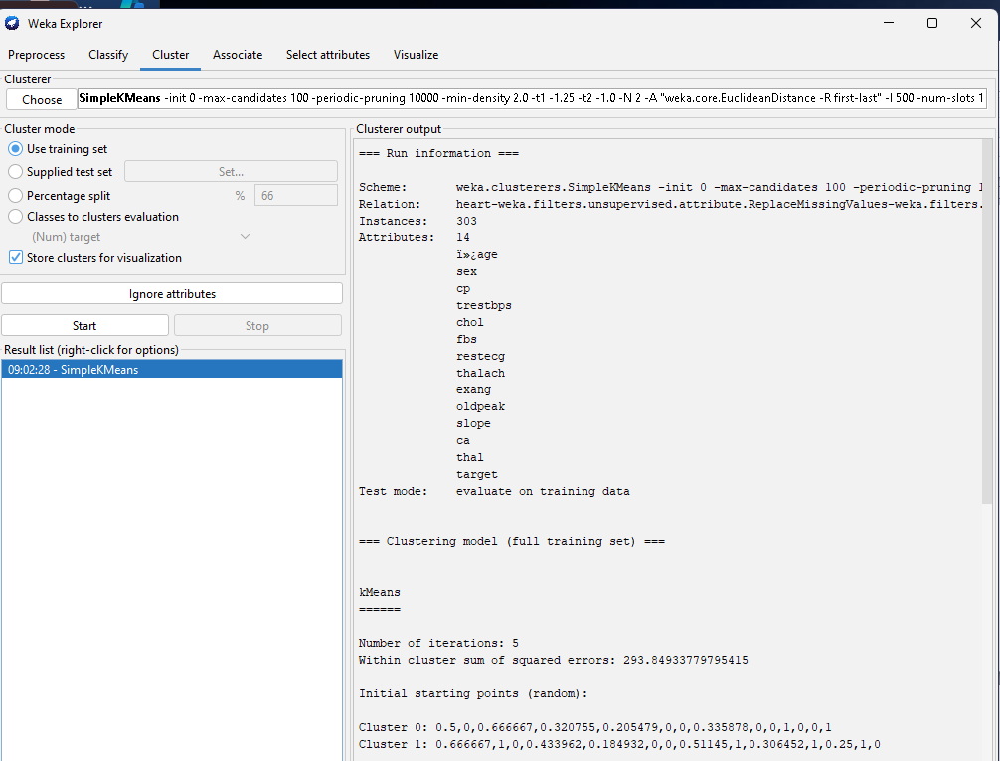 Weka Explorer
Preprocess Classify Cluster Associate Select attributes Visualize
Clusterer
Choose SimpleKMeans -init 0 -max-candidates 100 -periodic-pruning 10000 -min-density 2.0 -t1 -1.25 -t2 -1.0 -N 2 -A "weka.core.EuclideanDistance -R first-last" -I 500 -num-slots 1
Cluster mode
Use training set
Supplied test set Set...
Percentage split % 66
Classes to clusters evaluation
(Num) target
Store clusters for visualization
Ignore attributes
Start Stop
Result list (right-click for options)
09:02:28 - SimpleKMeans
Clusterer output
=== Run information ===
Scheme: weka.clusterers.SimpleKMeans -init 0 -max-candidates 100 -periodic-pruning 1
Relation: heart-weka.filters.unsupervised.attribute.ReplaceMissingValues-weka.filters.
Instances: 303
Attributes: 14
ï»¿age
sex
cp
trestbps
chol
fbs
restecg
thalach
exang
oldpeak
slope
ca
thal
target
Test mode: evaluate on training data
=== Clustering model (full training set) ===
kMeans
======
Number of iterations: 5
Within cluster sum of squared errors: 293.84933779795415
Initial starting points (random):
Cluster 0: 0.5,0,0.666667,0.320755,0.205479,0,0,0.335878,0,0,1,0,0,1
Cluster 1: 0.666667,1,0,0.433962,0.184932,0,0,0.51145,1,0.306452,1,0.25,1,0